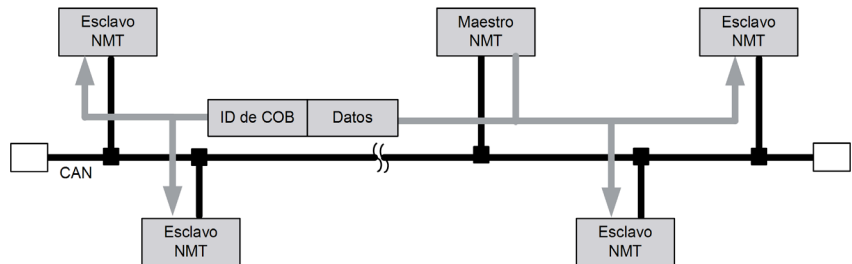 Esclavo
NMT
Maestro
NMT
Esclavo
NMT
ID de COB
Datos
CAN
Esclavo
NMT
Esclavo
NMT